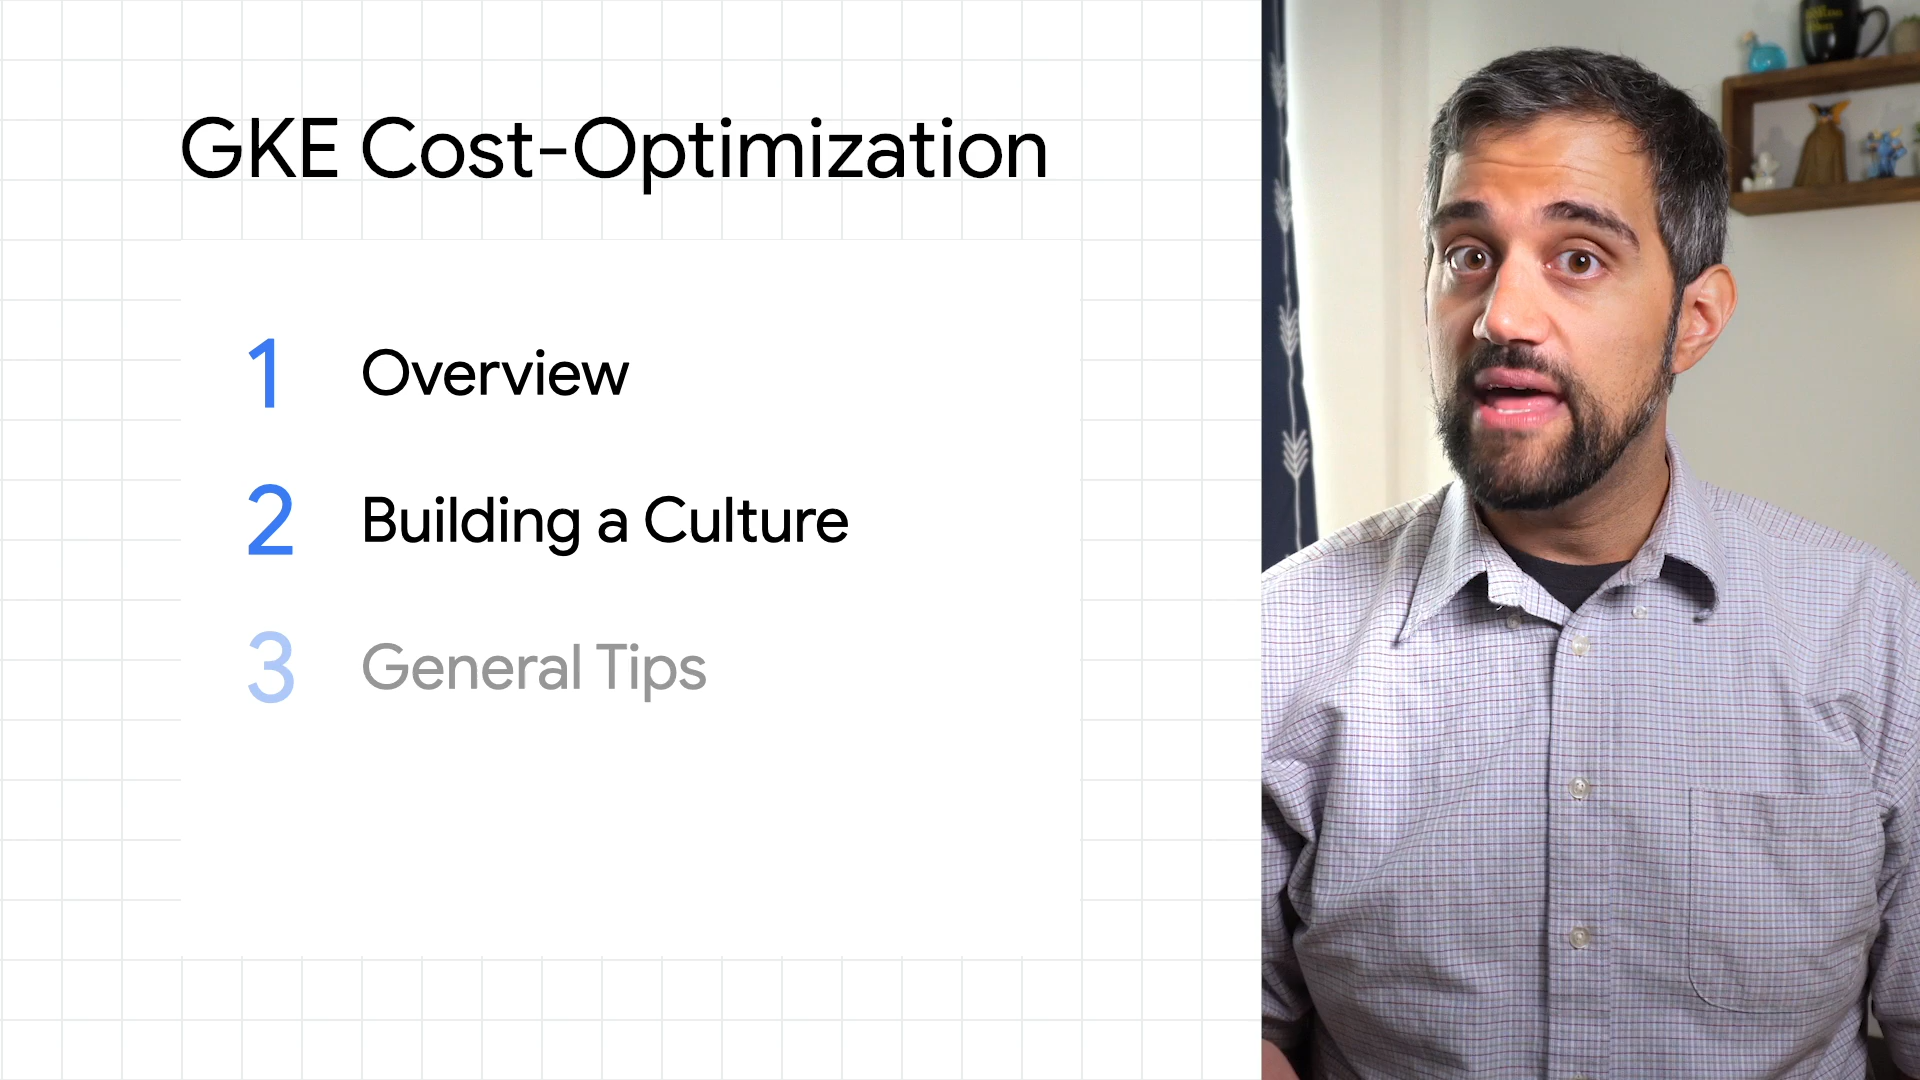 GKE Cost-Optimization
1 Overview
2 Building a Culture
3 General Tips